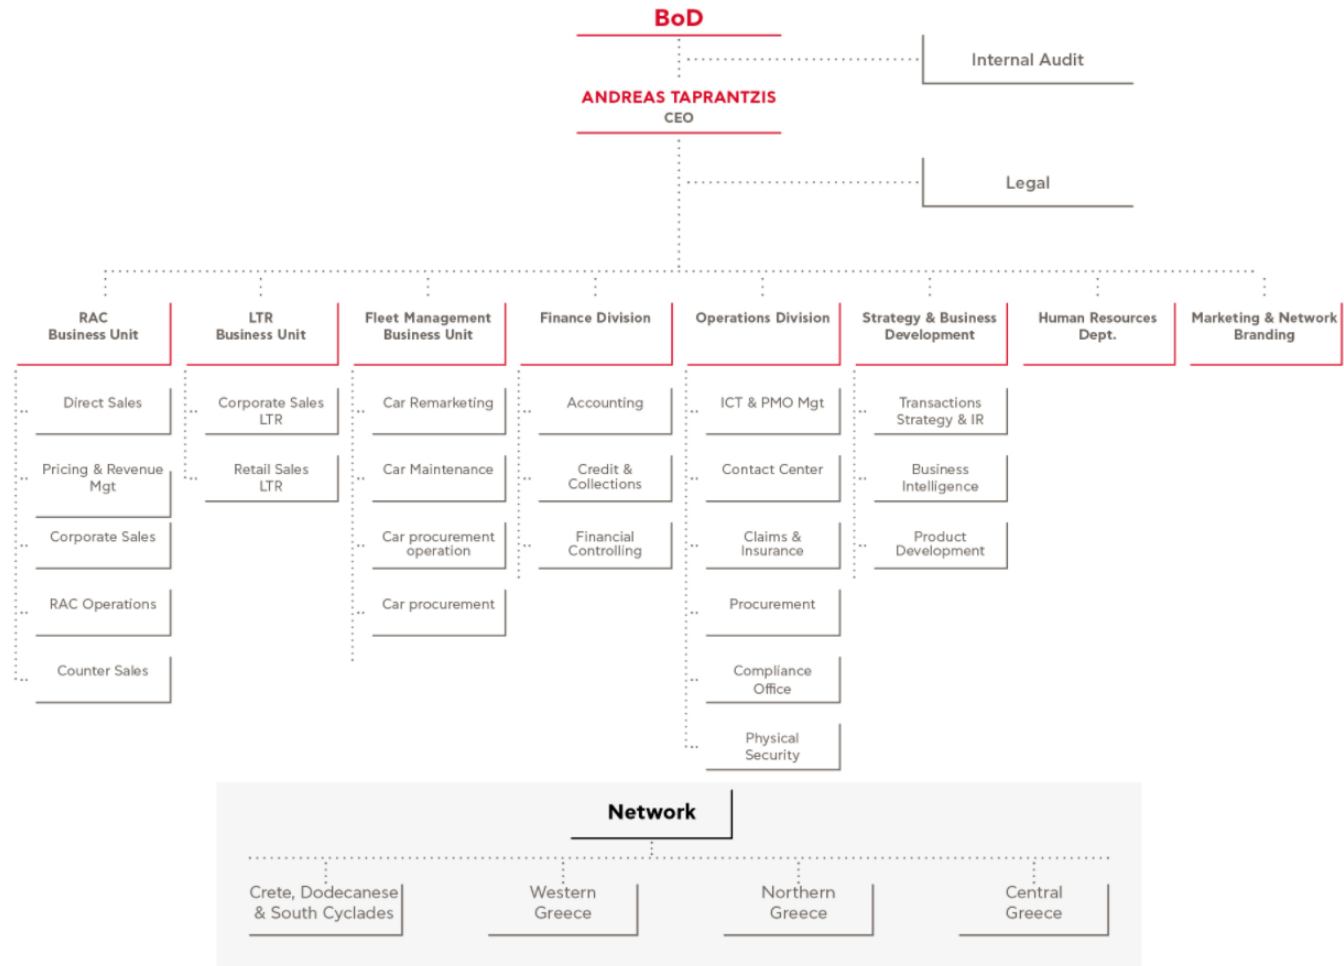 BoD
Internal Audit
ANDREAS TAPRANTZIS
CEO
Legal
RAC
Business Unit
LTR
Business Unit
Fleet Management
Business Unit
Finance Division
Operations Division
Strategy & Business
Development
Human Resources
Dept.
Marketing & Network
Branding
Direct Sales
Pricing & Revenue
Mgt
Corporate Sales
RAC Operations
Counter Sales
Corporate Sales
LTR
Retail Sales
LTR
Car Remarketing
Car Maintenance
Car procurement
operation
Car procurement
Accounting
Credit &
Collections
Financial
Controlling
ICT & PMO Mgt
Contact Center
Claims &
Insurance
Procurement
Compliance
Office
Physical
Security
Transactions
Strategy & IR
Business
Intelligence
Product
Development
Network
Crete, Dodecanese
& South Cyclades
Western
Greece
Northern
Greece
Central
Greece